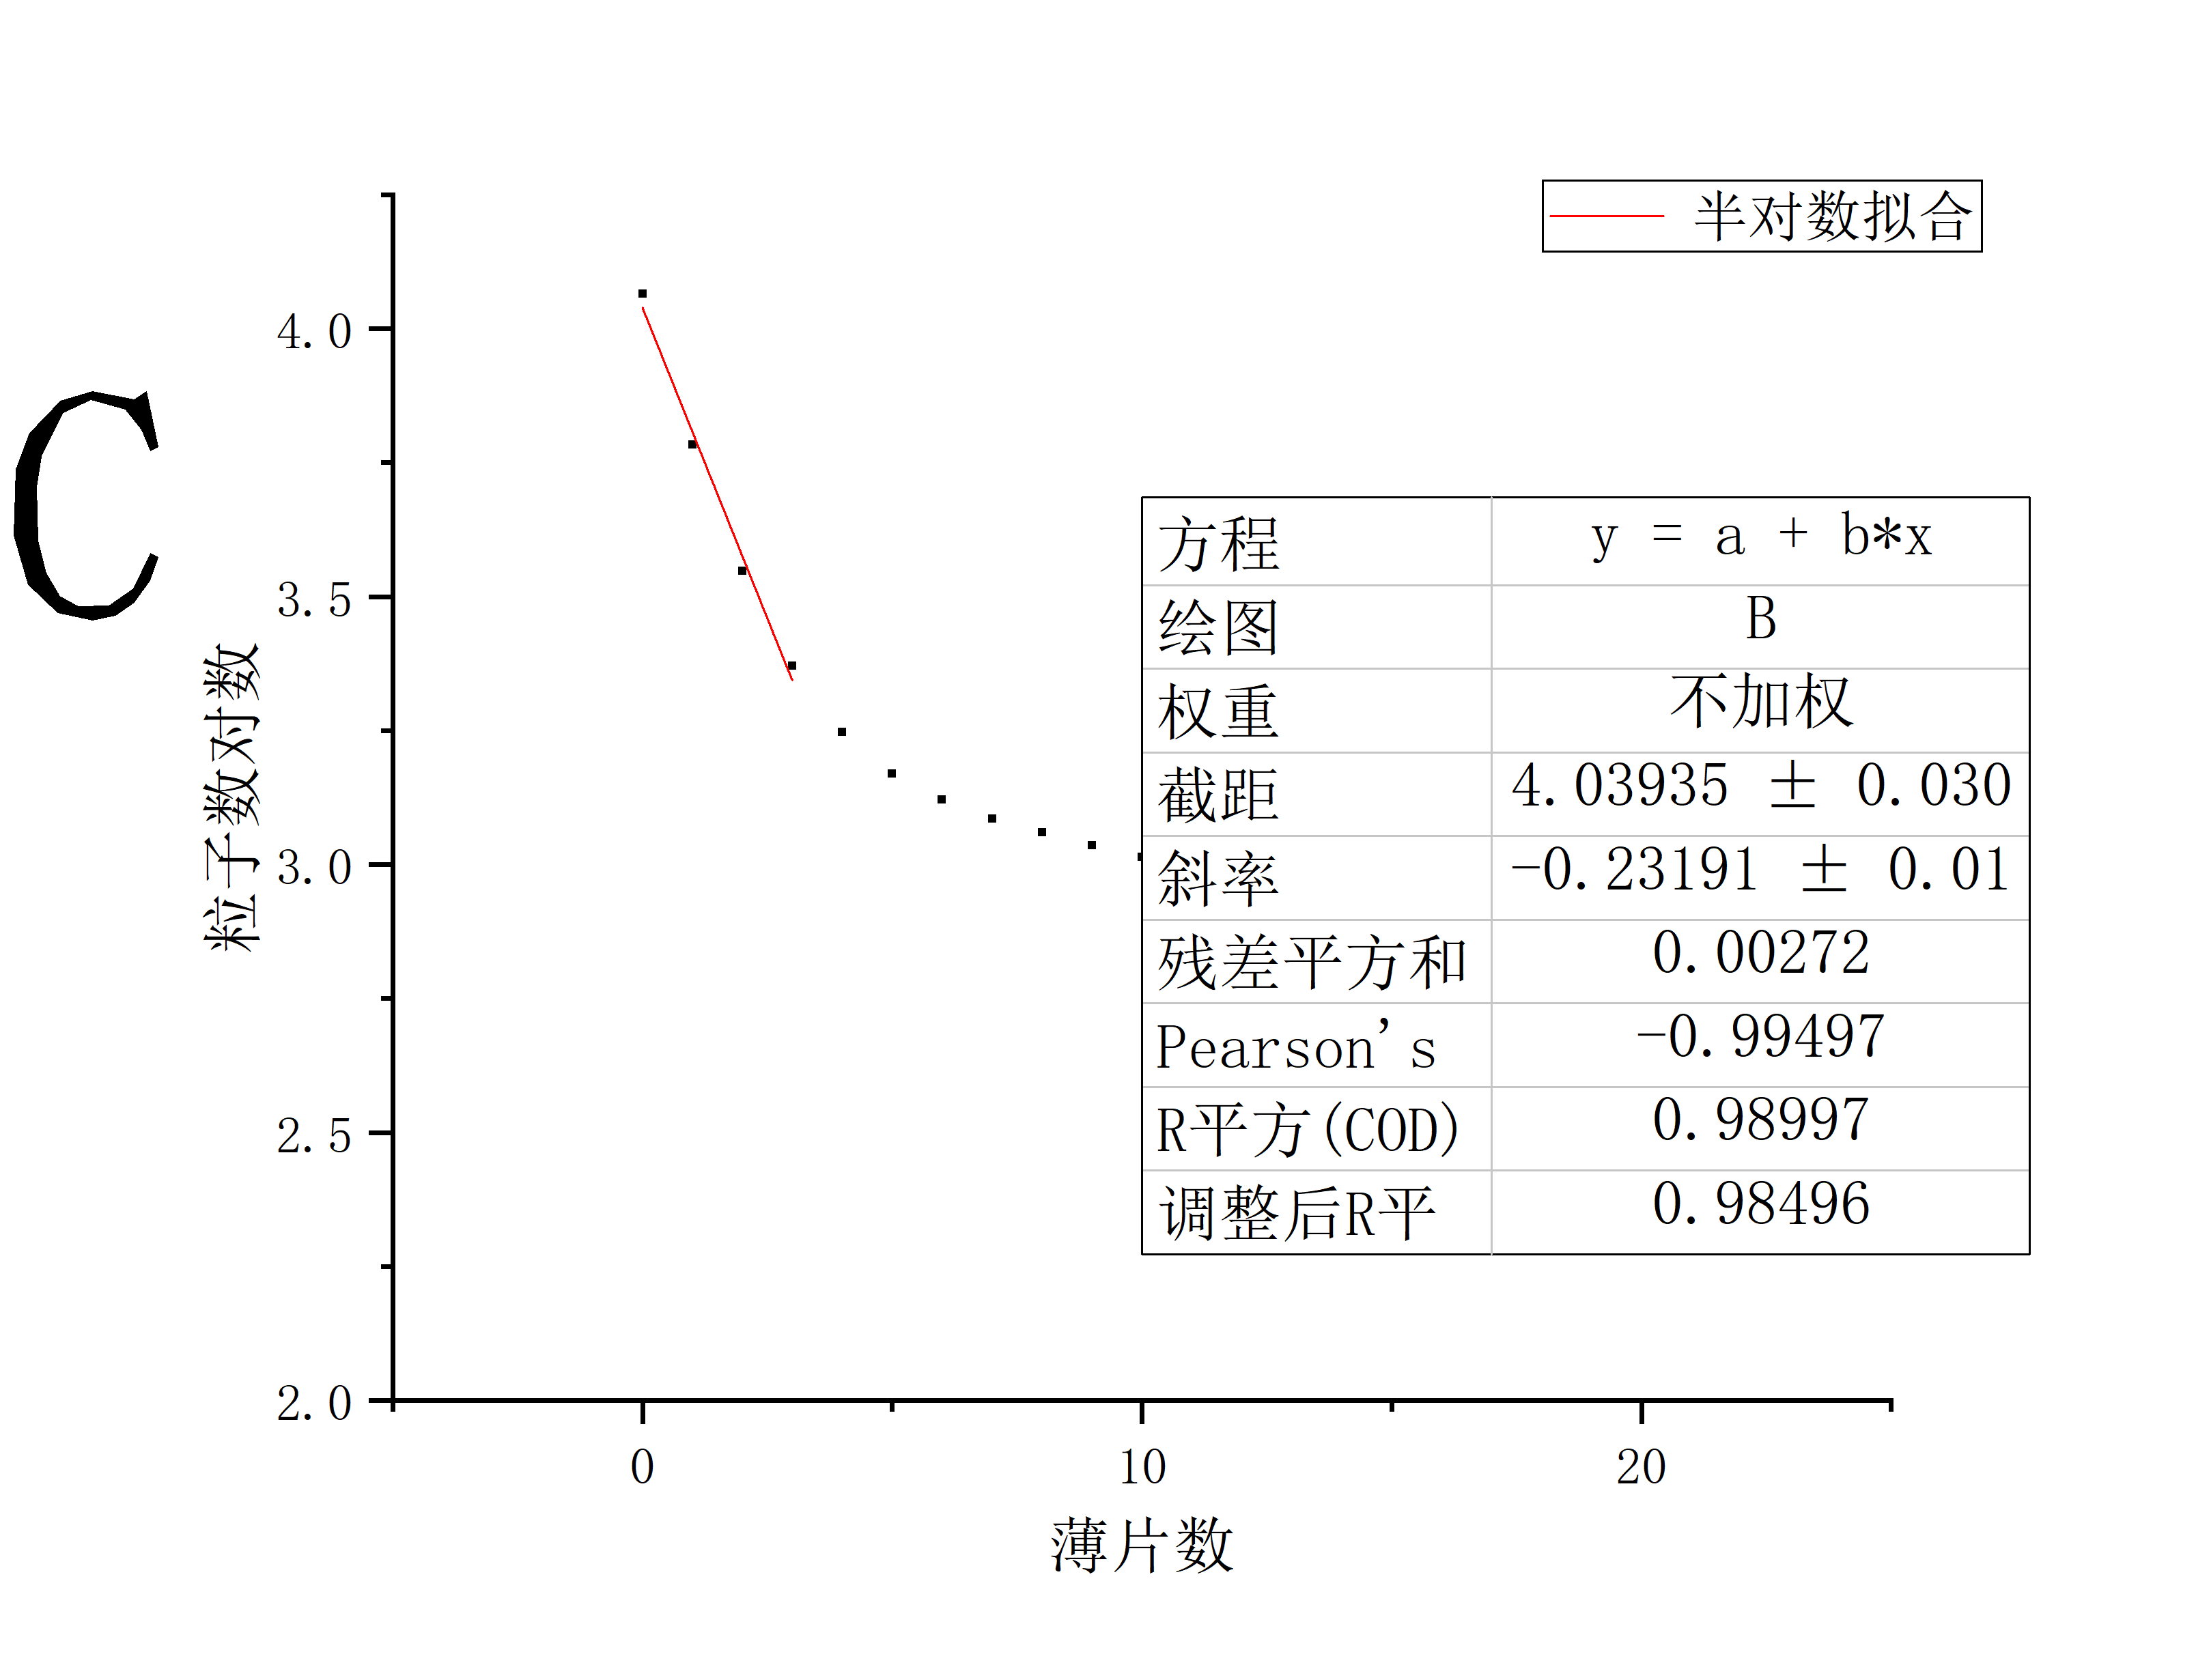 C
半对数拟合
4.0
3.5
3.0
2.5
2.0
粒子数对数
方程 y = a + b*x
绘图 B
权重 不加权
截距 4.03935 ± 0.030
斜率 -0.23191 ± 0.01
残差平方和 0.00272
Pearson's -0.99497
R平方(COD) 0.98997
调整后R平 0.98496
0 10 20
薄片数